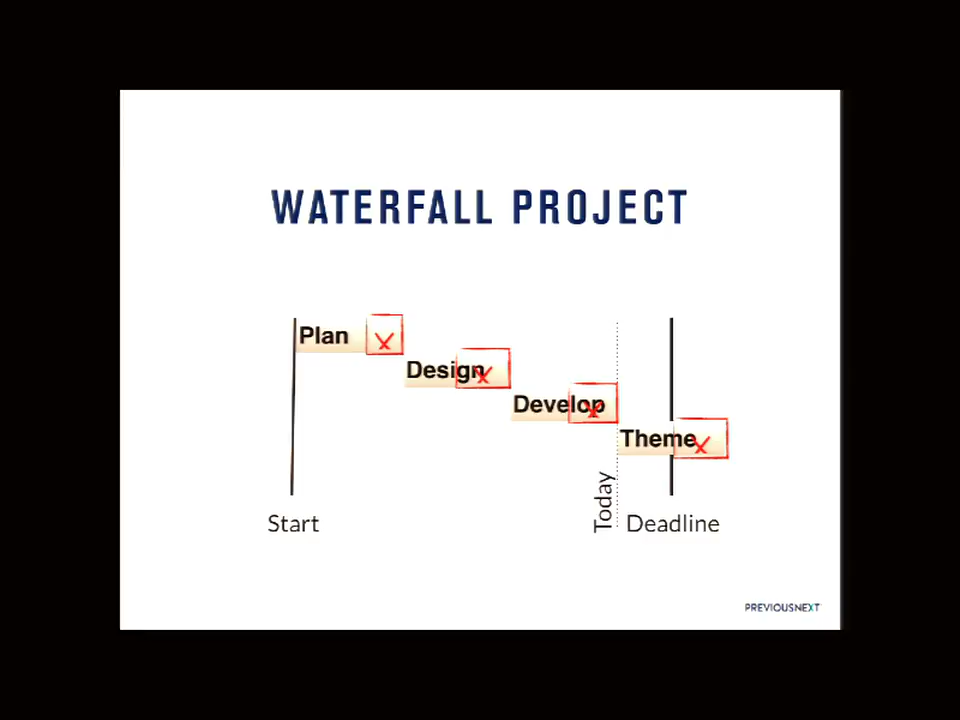 WATERFALL PROJECT
Plan
Design
Develop
Theme
Start
Today
Deadline
PREVIOUSNEXT